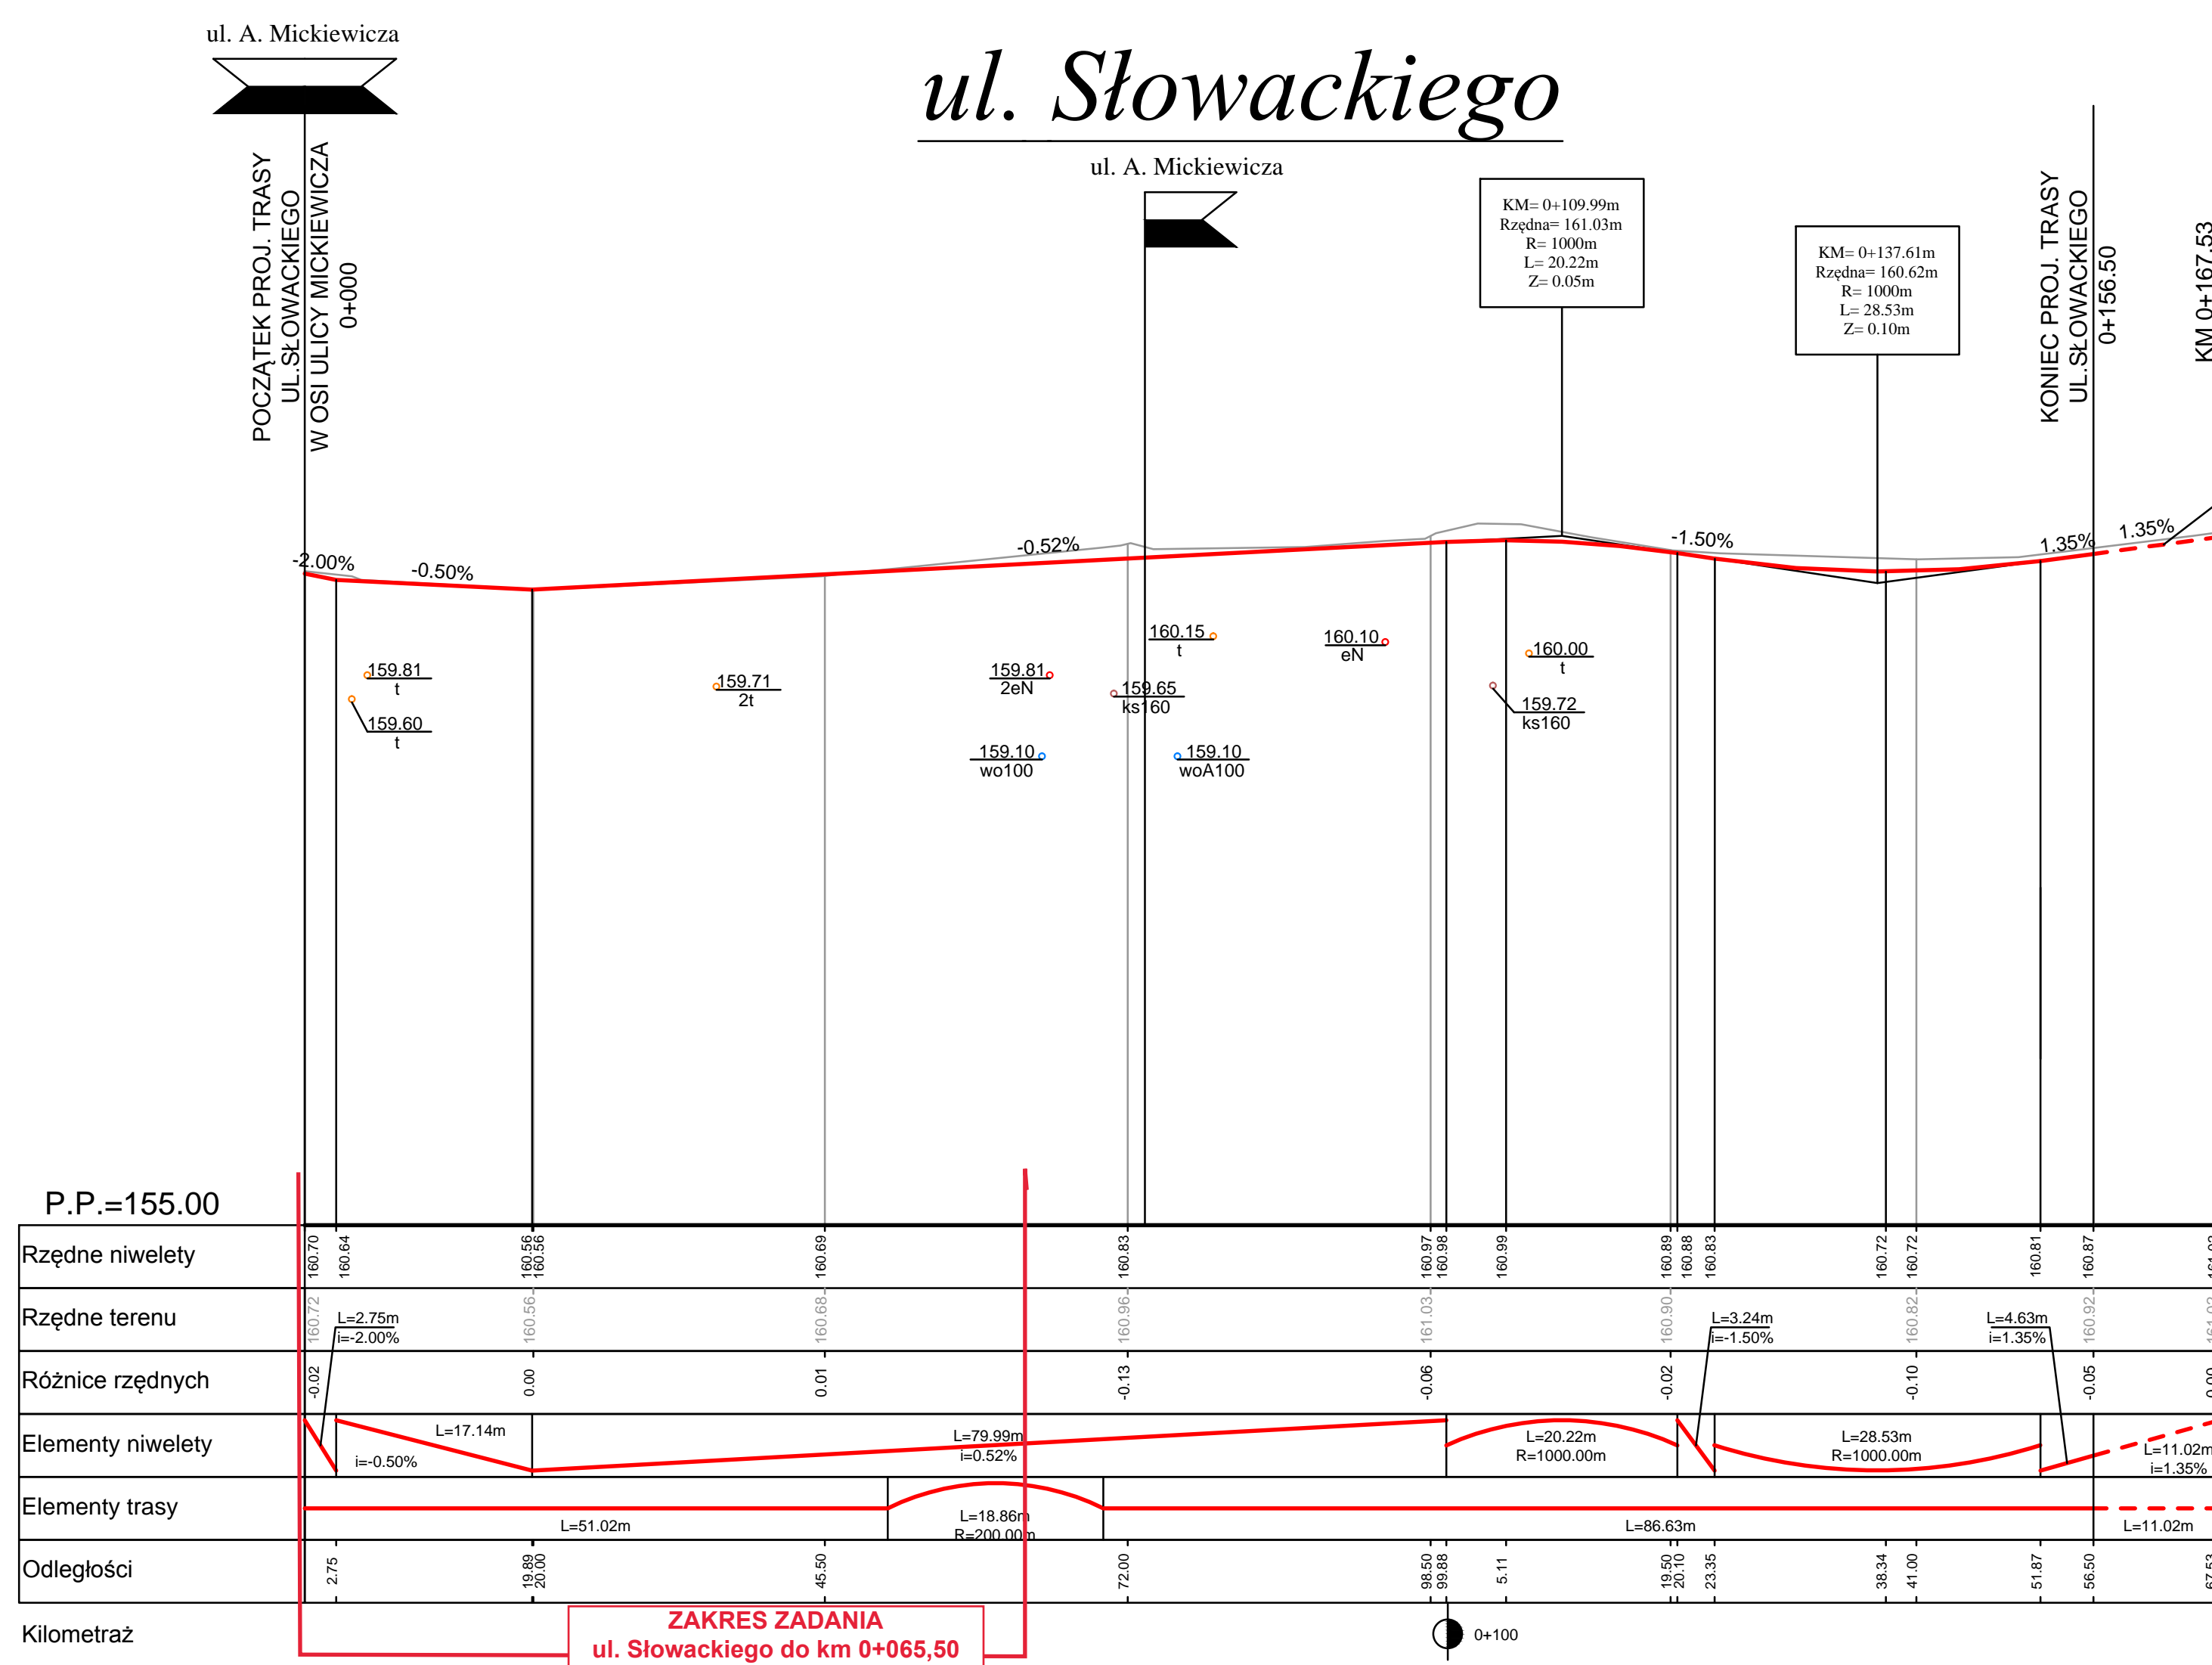 ul. A. Mickiewicza
ul. Słowackiego
ul. A. Mickiewicza
POCZĄTEK PROJ. TRASY
UL.SŁOWACKIEGO
W OSI ULICY MICKIEWICZA
0+000
KM= 0+109.99m
Rzędna= 161.03m
R= 1000m
L= 20.22m
Z= 0.05m
KM= 0+137.61m
Rzędna= 160.62m
R= 1000m
L= 28.53m
Z= 0.10m
KONIEC PROJ. TRASY
UL.SŁOWACKIEGO
0+156.50
KM 0+167.53
-2.00%
-0.50%
-0.52%
-1.50%
1.35%
1.35%
159.81
t
159.60
t
159.71
2t
159.81
2eN
159.10
wo100
160.15
t
159.65
ks160
159.10
woA100
160.10
eN
160.00
t
159.72
ks160
P.P.=155.00
Rzędne niwelety
160.70 160.64 160.56 160.56 160.69 160.83 160.97 160.98 160.99 160.89 160.88 160.83 160.72 160.72 160.81 160.87
Rzędne terenu
160.72 160.56 160.68 160.96 161.03 160.90 160.82 160.92
L=2.75m
i=-2.00%
L=3.24m
i=-1.50%
L=4.63m
i=1.35%
Różnice rzędnych
-0.02 0.00 0.01 -0.13 -0.06 -0.02 -0.10 -0.05
Elementy niwelety
L=17.14m
i=-0.50%
L=79.99m
i=0.52%
L=20.22m
R=1000.00m
L=28.53m
R=1000.00m
L=11.02m
i=1.35%
Elementy trasy
L=51.02m
L=18.86m
R=200.00m
L=86.63m
L=11.02m
Odległości
2.75 19.89 20.00 45.50 72.00 98.50 99.88 5.11 19.50 20.10 23.35 38.34 41.00 51.87 56.50
Kilometraż
0+100
ZAKRES ZADANIA
ul. Słowackiego do km 0+065,50